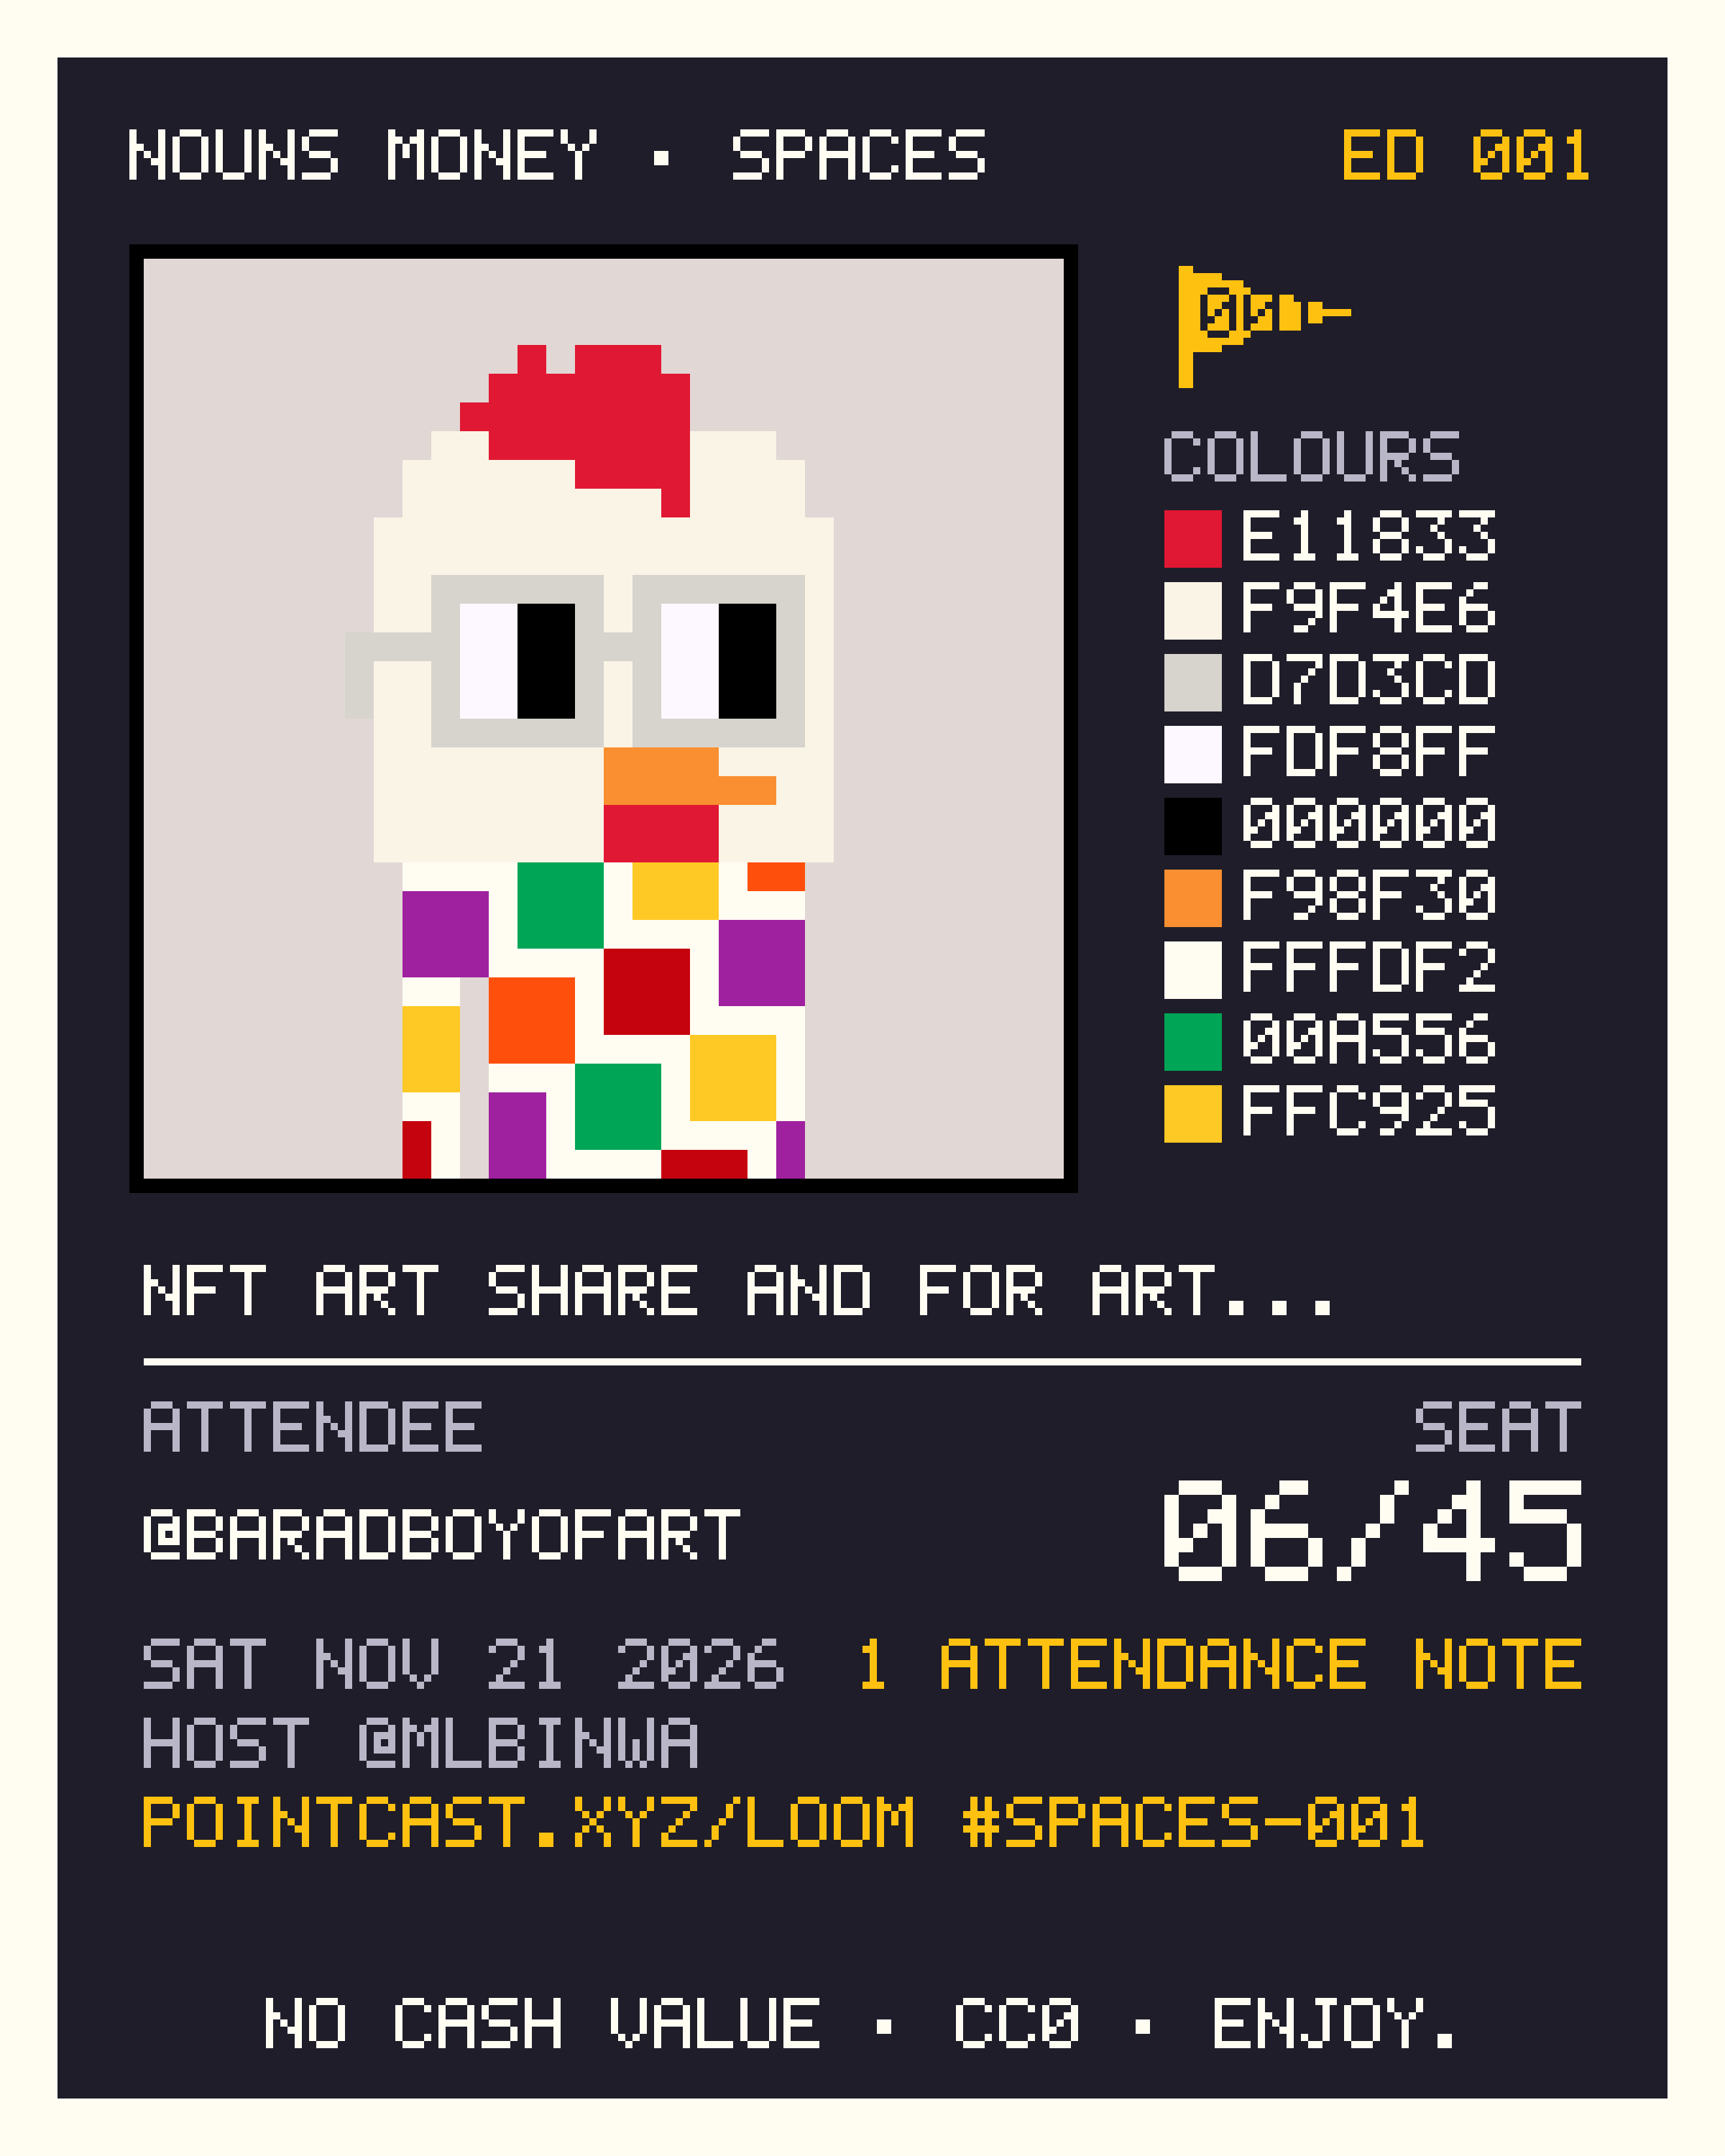 NOUNS MONEY · SPACES
ED 001
COLOURS
E11833
F9F4E6
D7D3CD
FDF8FF
000000
F98F30
FFFDF2
00A556
FFC925
NFT ART SHARE AND FOR ART...
ATTENDEE
SEAT
@BARADBOYOFART
06/45
SAT NOV 21 2026
1 ATTENDANCE NOTE
HOST @MLBINWA
POINTCAST.XYZ/LOOM #SPACES-001
NO CASH VALUE · CC0 · ENJOY.